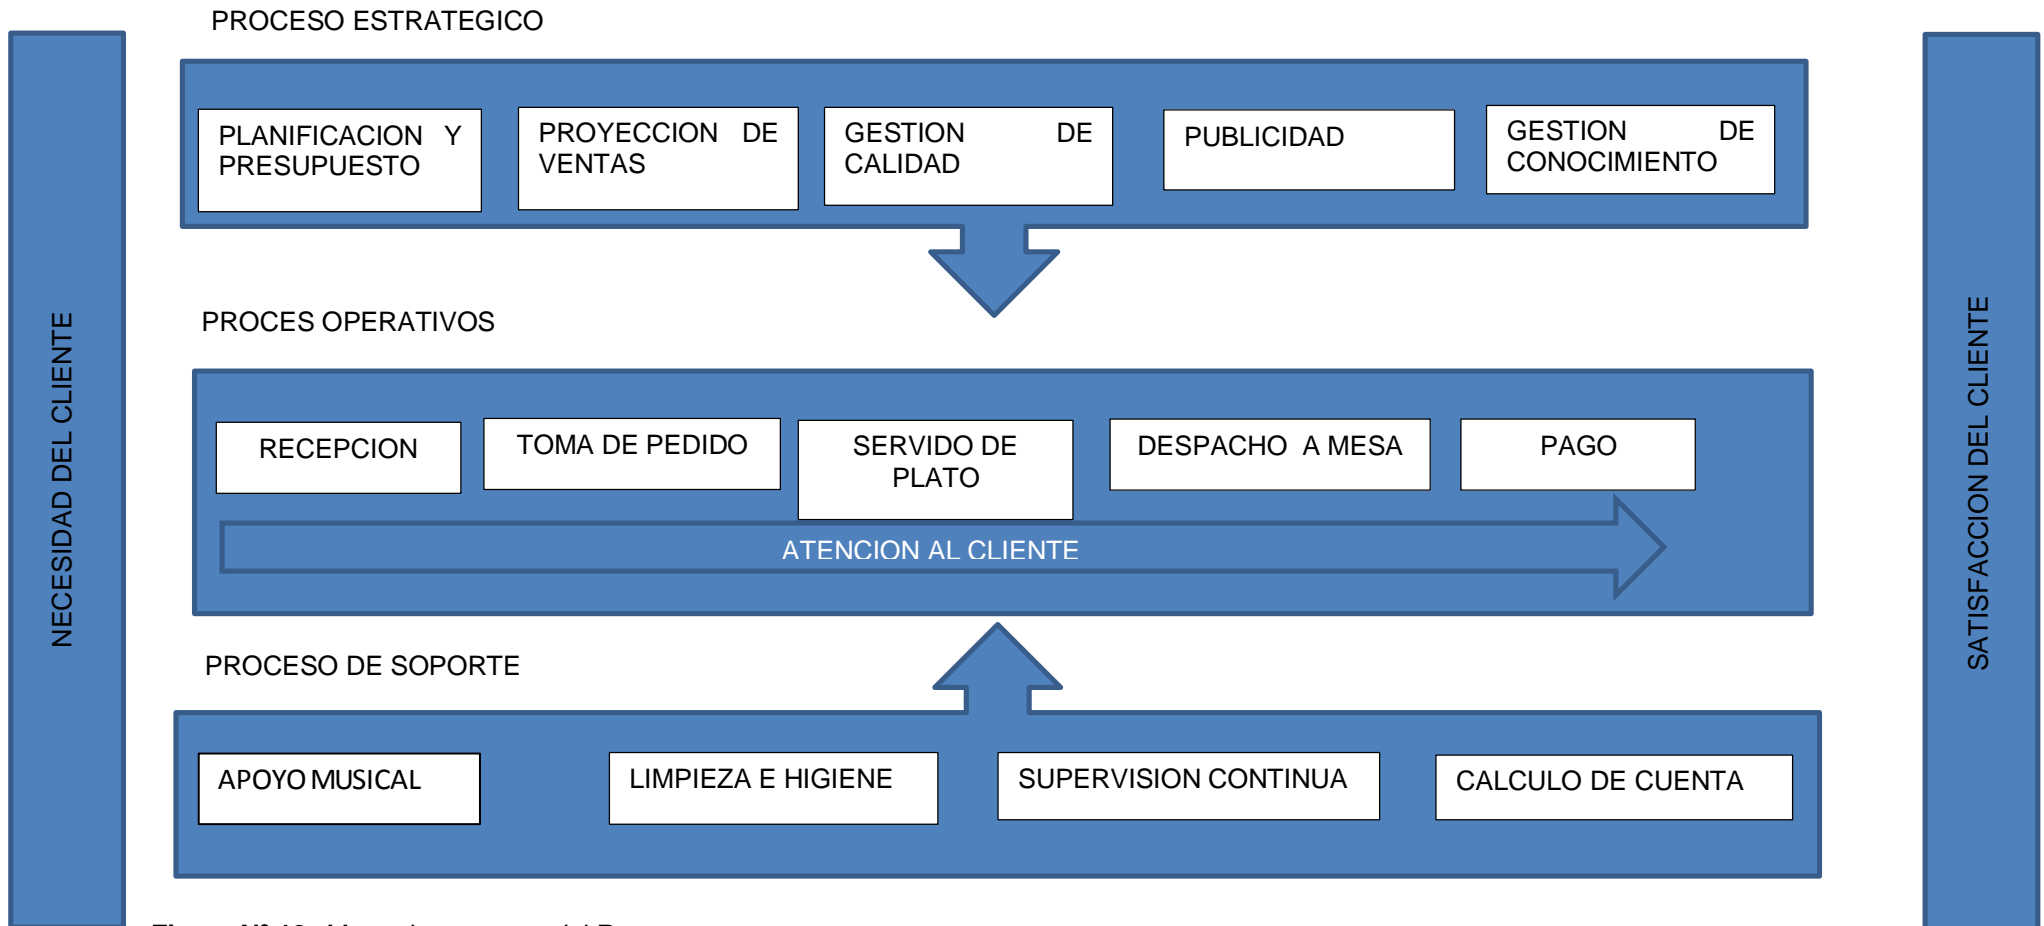 PROCESO ESTRATEGICO
NECESIDAD DEL CLIENTE
PLANIFICACION Y
PRESUPUESTO
PROYECCION DE
VENTAS
GESTION DE
CALIDAD
PUBLICIDAD
GESTION DE
CONOCIMIENTO
PROCES OPERATIVOS
RECEPCION
TOMA DE PEDIDO
SERVIDO DE
PLATO
DESPACHO A MESA
PAGO
ATENCION AL CLIENTE
PROCESO DE SOPORTE
APOYO MUSICAL
LIMPIEZA E HIGIENE
SUPERVISION CONTINUA
CALCULO DE CUENTA
SATISFACCION DEL CLIENTE